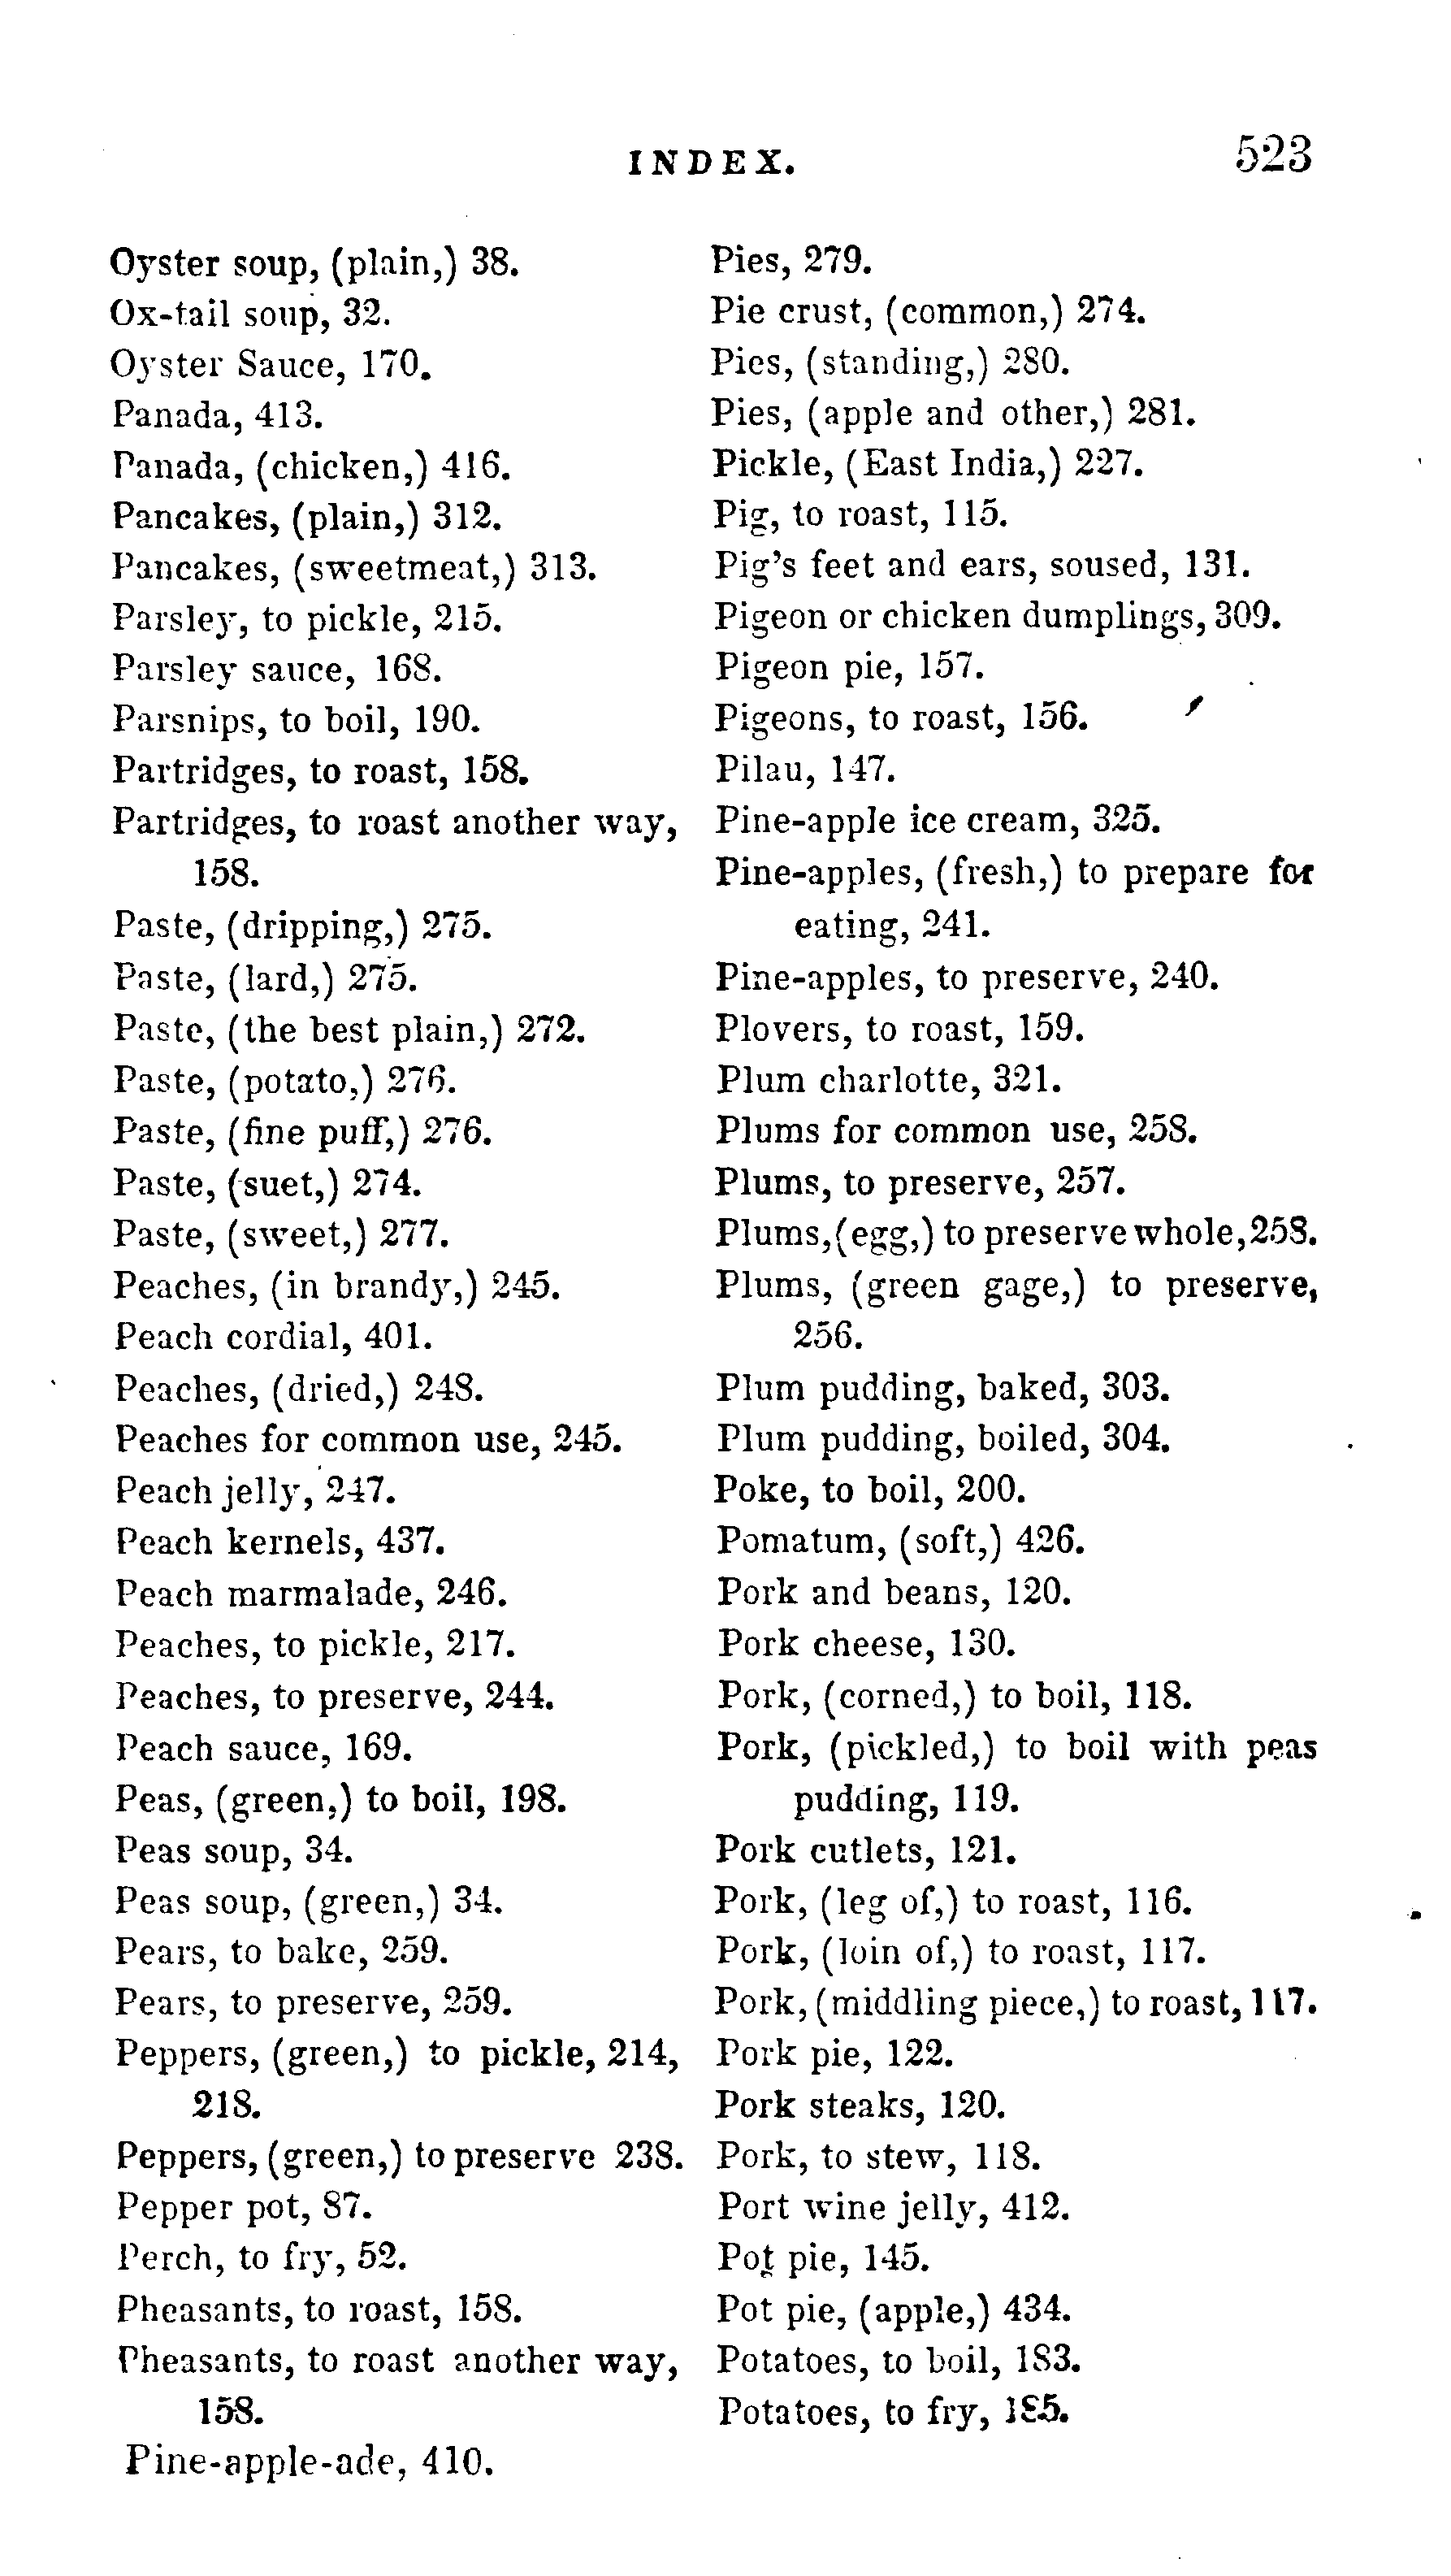 INDEX. 523
Oyster soup, (plain,) 38.
Ox-tail soup, 32.
Oyster Sauce, 170.
Panada, 413.
Panada, (chicken,) 416.
Pancakes, (plain,) 312.
Pancakes, (sweetmeat,) 313.
Parsley, to pickle, 215.
Parsley sauce, 168.
Parsnips, to boil, 190.
Partridges, to roast, 158.
Partridges, to roast another way,
158.
Paste, (dripping,) 275.
Paste, (lard,) 275.
Paste, (the best plain,) 272.
Paste, (potato,) 276.
Paste, (fine puff,) 276.
Paste, (suet,) 274.
Paste, (sweet,) 277.
Peaches, (in brandy,) 245.
Peach cordial, 401.
Peaches, (dried,) 248.
Peaches for common use, 245.
Peach jelly, 247.
Peach kernels, 437.
Peach marmalade, 246.
Peaches, to pickle, 217.
Peaches, to preserve, 244.
Peach sauce, 169.
Peas, (green,) to boil, 198.
Peas soup, 34.
Peas soup, (green,) 34.
Pears, to bake, 259.
Pears, to preserve, 259.
Peppers, (green,) to pickle, 214,
218.
Peppers, (green,) to preserve 238.
Pepper pot, 87.
Perch, to fry, 52.
Pheasants, to roast, 158.
Pheasants, to roast another way,
158.
Pine-apple-ade, 410.
Pies, 279.
Pie crust, (common,) 274.
Pies, (standing,) 280.
Pies, (apple and other,) 281.
Pickle, (East India,) 227.
Pig, to roast, 115.
Pig's feet and ears, soused, 131.
Pigeon or chicken dumplings, 309.
Pigeon pie, 157.
Pigeons, to roast, 156.
Pilau, 147.
Pine-apple ice cream, 325.
Pine-apples, (fresh,) to prepare for
eating, 241.
Pine-apples, to preserve, 240.
Plovers, to roast, 159.
Plum charlotte, 321.
Plums for common use, 258.
Plums, to preserve, 257.
Plums, (egg,) to preserve whole, 258.
Plums, (green gage,) to preserve,
256.
Plum pudding, baked, 303.
Plum pudding, boiled, 304.
Poke, to boil, 200.
Pomatum, (soft,) 426.
Pork and beans, 120.
Pork cheese, 130.
Pork, (corned,) to boil, 118.
Pork, (pickled,) to boil with peas
pudding, 119.
Pork cutlets, 121.
Pork, (leg of,) to roast, 116.
Pork, (loin of,) to roast, 117.
Pork, (middling piece,) to roast, 117.
Pork pie, 122.
Pork steaks, 120.
Pork, to stew, 118.
Port wine jelly, 412.
Pot pie, 145.
Pot pie, (apple,) 434.
Potatoes, to boil, 183.
Potatoes, to fry, 185.